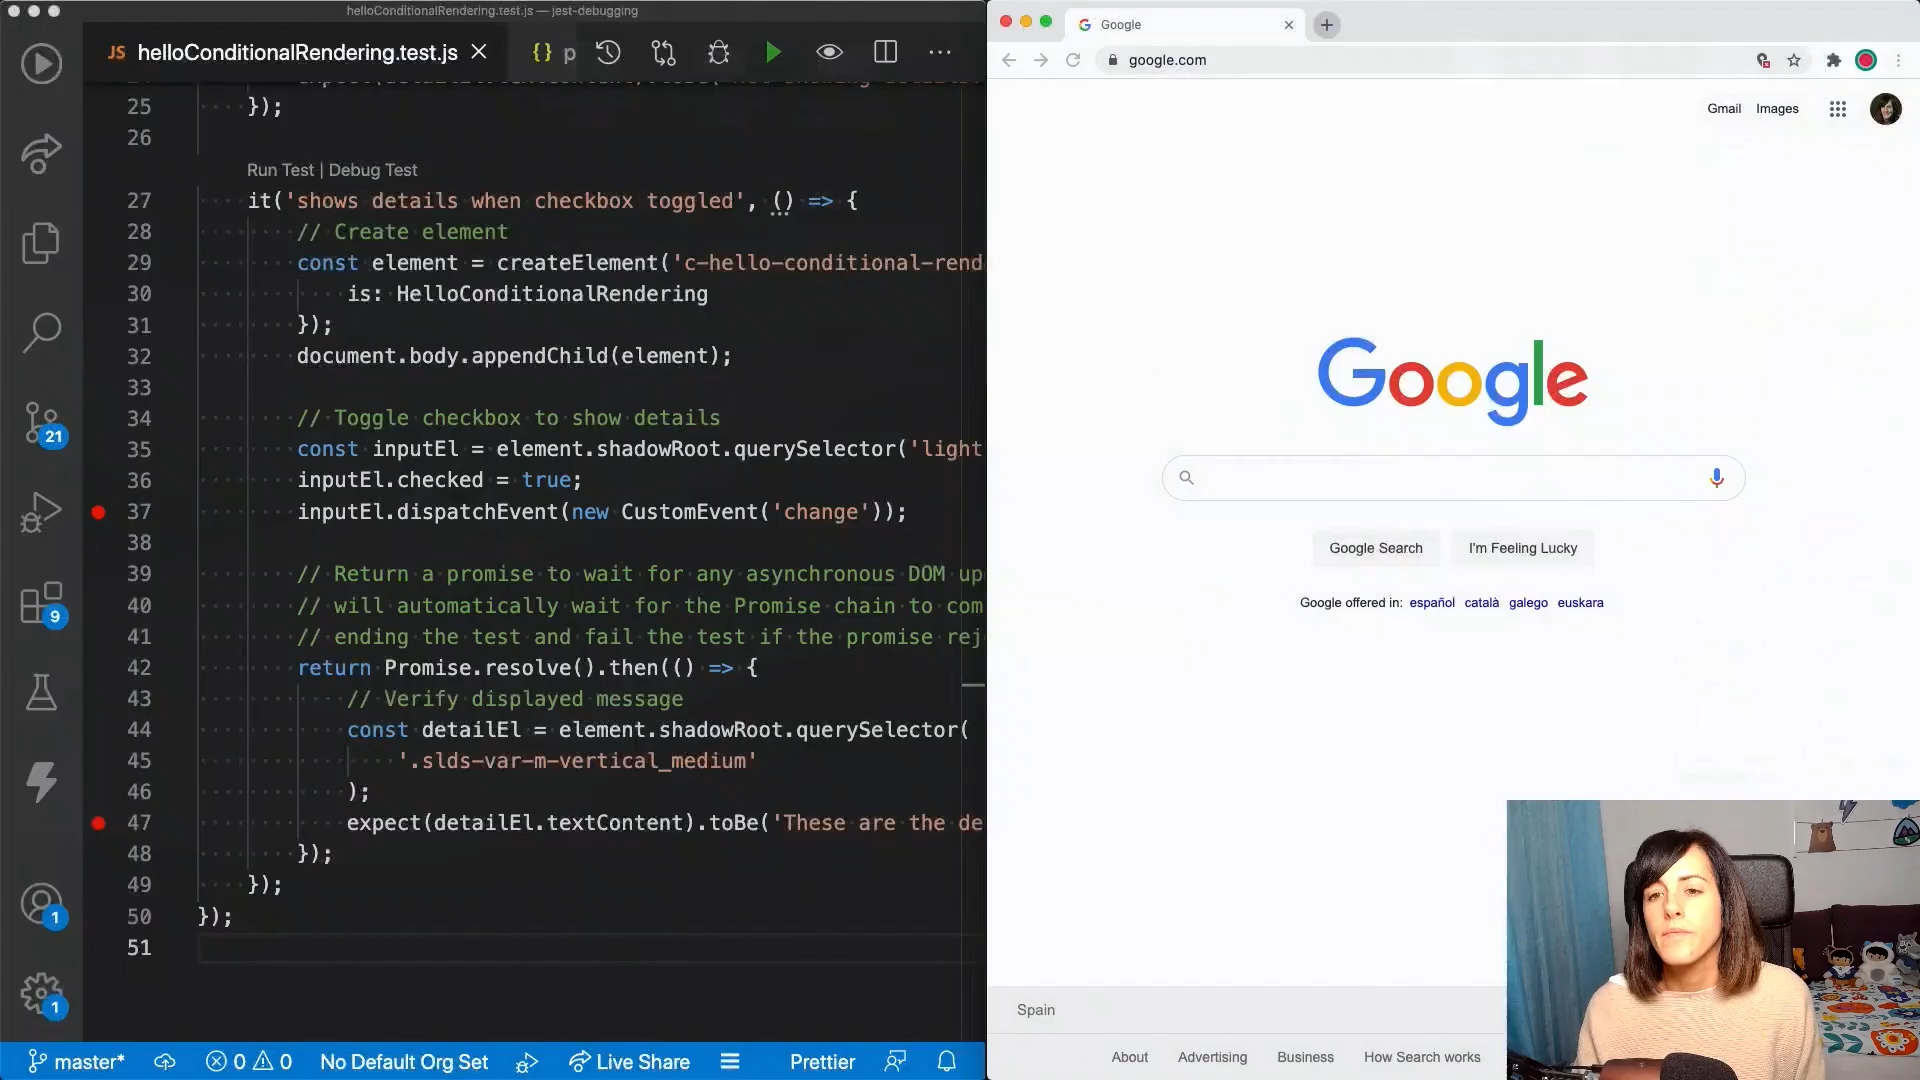 helloConditionalRendering.test.js — jest-debugging
JS helloConditionalRendering.test.js
{} p
25 });
26
Run Test | Debug Test
27 it('shows details when checkbox toggled', () => {
28 // Create element
29 const element = createElement('c-hello-conditional-rend
30 is: HelloConditionalRendering
31 });
32 document.body.appendChild(element);
33
34 // Toggle checkbox to show details
35 const inputEl = element.shadowRoot.querySelector('light
36 inputEl.checked = true;
37 inputEl.dispatchEvent(new CustomEvent('change'));
38
39 // Return a promise to wait for any asynchronous DOM up
40 // will automatically wait for the Promise chain to com
41 // ending the test and fail the test if the promise rej
42 return Promise.resolve().then(() => {
43 // Verify displayed message
44 const detailEl = element.shadowRoot.querySelector(
45 '.slds-var-m-vertical_medium'
46 );
47 expect(detailEl.textContent).toBe('These are the de
48 });
49 });
50 });
51
21
9
1
1
master* 0 0 No Default Org Set Live Share Prettier
Google
google.com
Gmail Images
Google
Google Search I'm Feeling Lucky
Google offered in: español català galego euskara
Spain
About Advertising Business How Search works